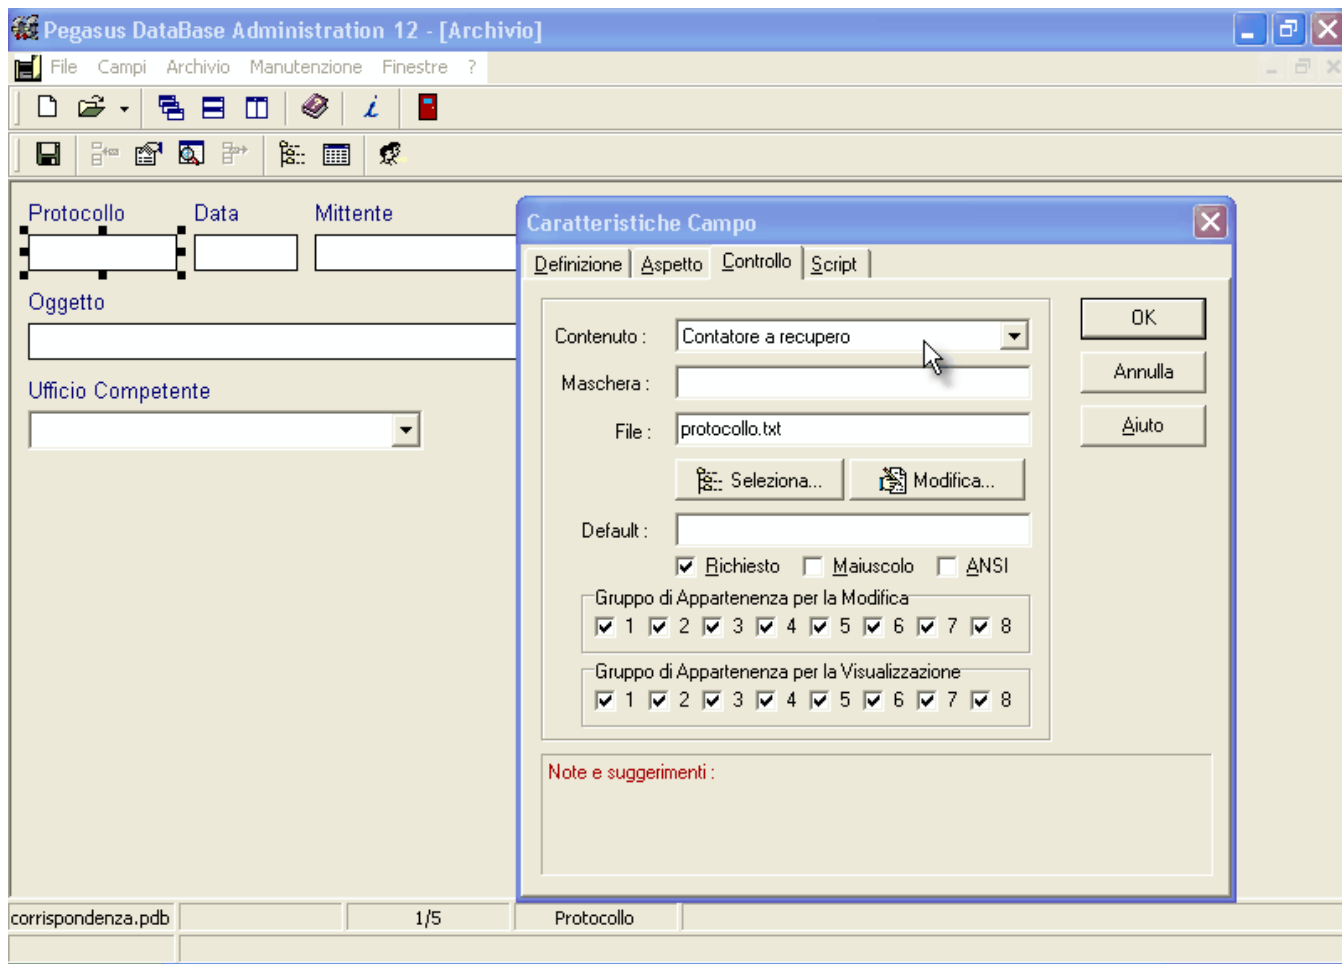 Pegasus DataBase Administration 12 - [Archivio]
File Campi Archivio Manutenzione Finestre ?
Protocollo Data Mittente
Oggetto
Ufficio Competente
Caratteristiche Campo
Definizione Aspetto Controllo Script
Contenuto : Contatore a recupero
Maschera :
File : protocollo.txt
Seleziona... Modifica...
Default :
Richiesto Maiuscolo ANSI
Gruppo di Appartenenza per la Modifica
1 2 3 4 5 6 7 8
Gruppo di Appartenenza per la Visualizzazione
1 2 3 4 5 6 7 8
OK
Annulla
Aiuto
Note e suggerimenti :
corrispondenza.pdb 1/5 Protocollo